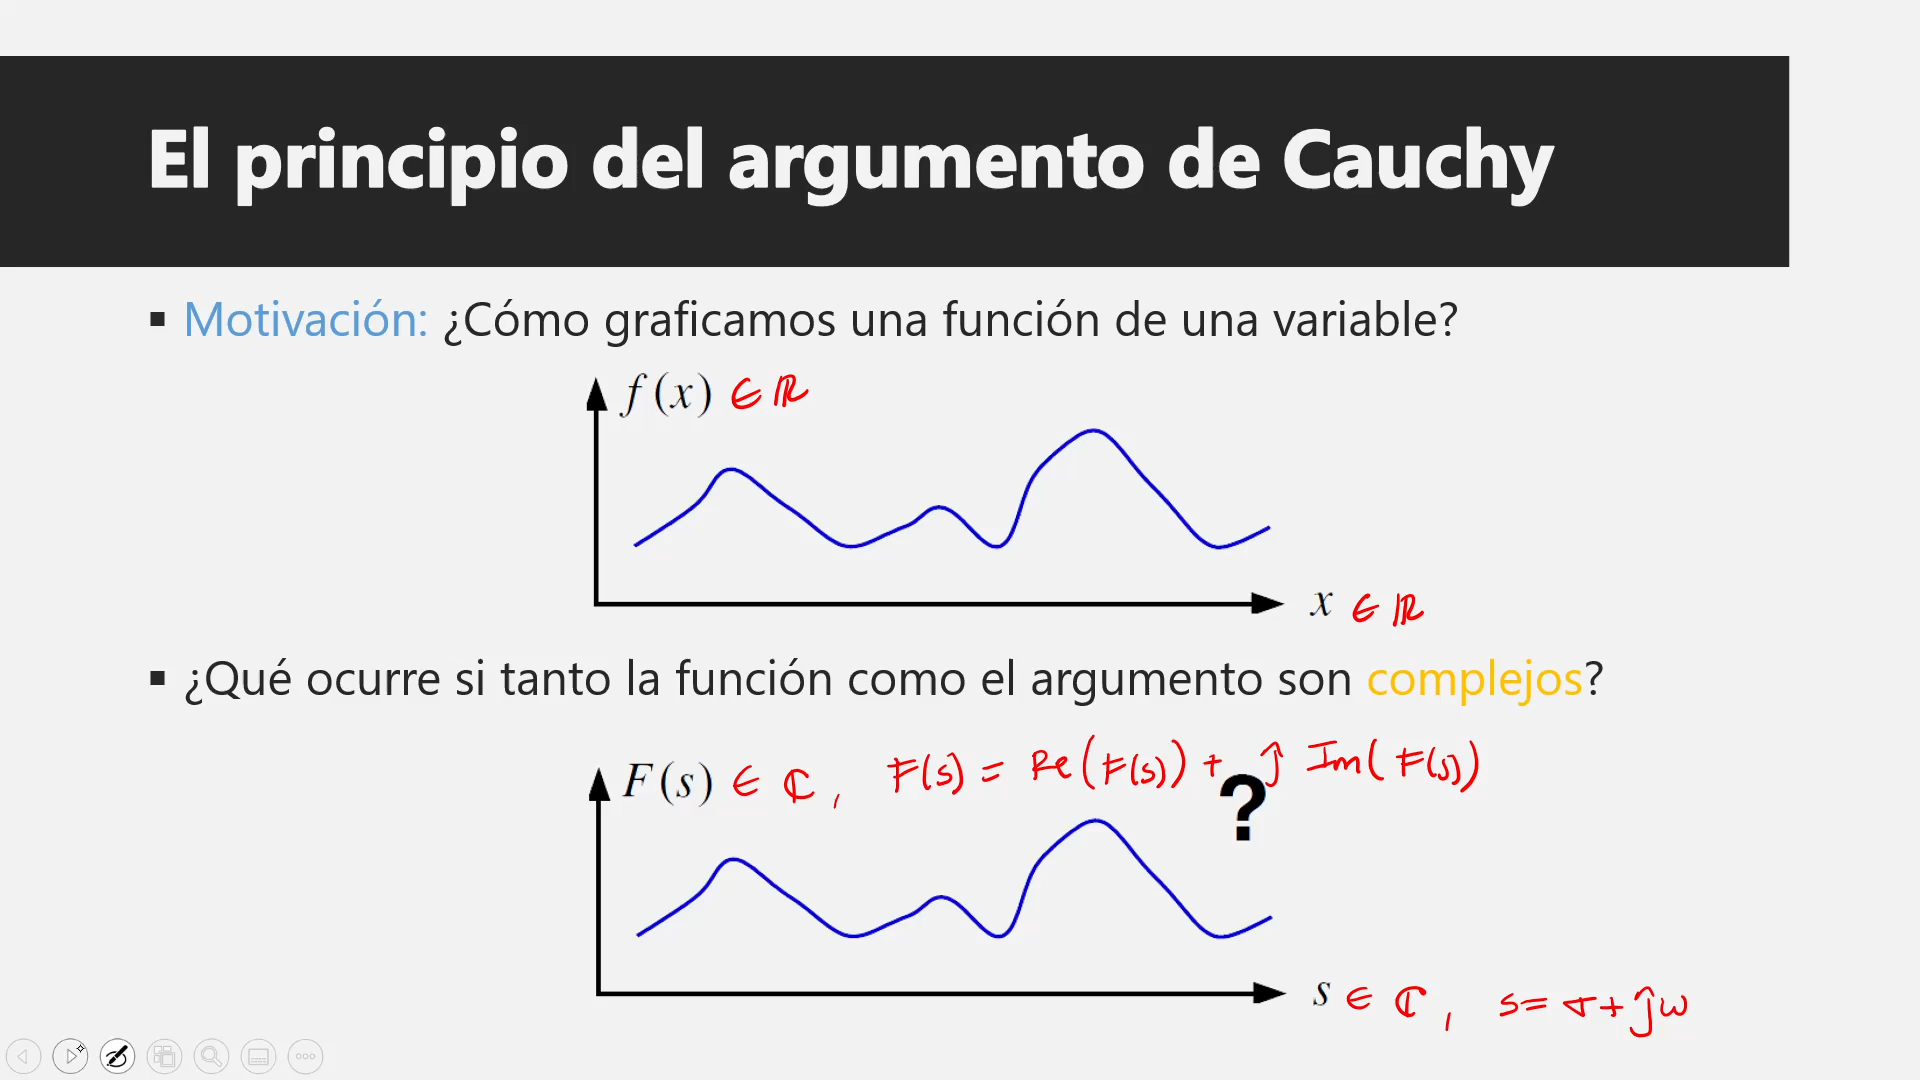 El principio del argumento de Cauchy
▪ Motivación: ¿Cómo graficamos una función de una variable?
f(x) ∈ ℝ
x ∈ ℝ
▪ ¿Qué ocurre si tanto la función como el argumento son complejos?
F(s) ∈ ℂ, F(s) = Re(F(s)) + j Im(F(s))
?
s ∈ ℂ, s = σ + jω